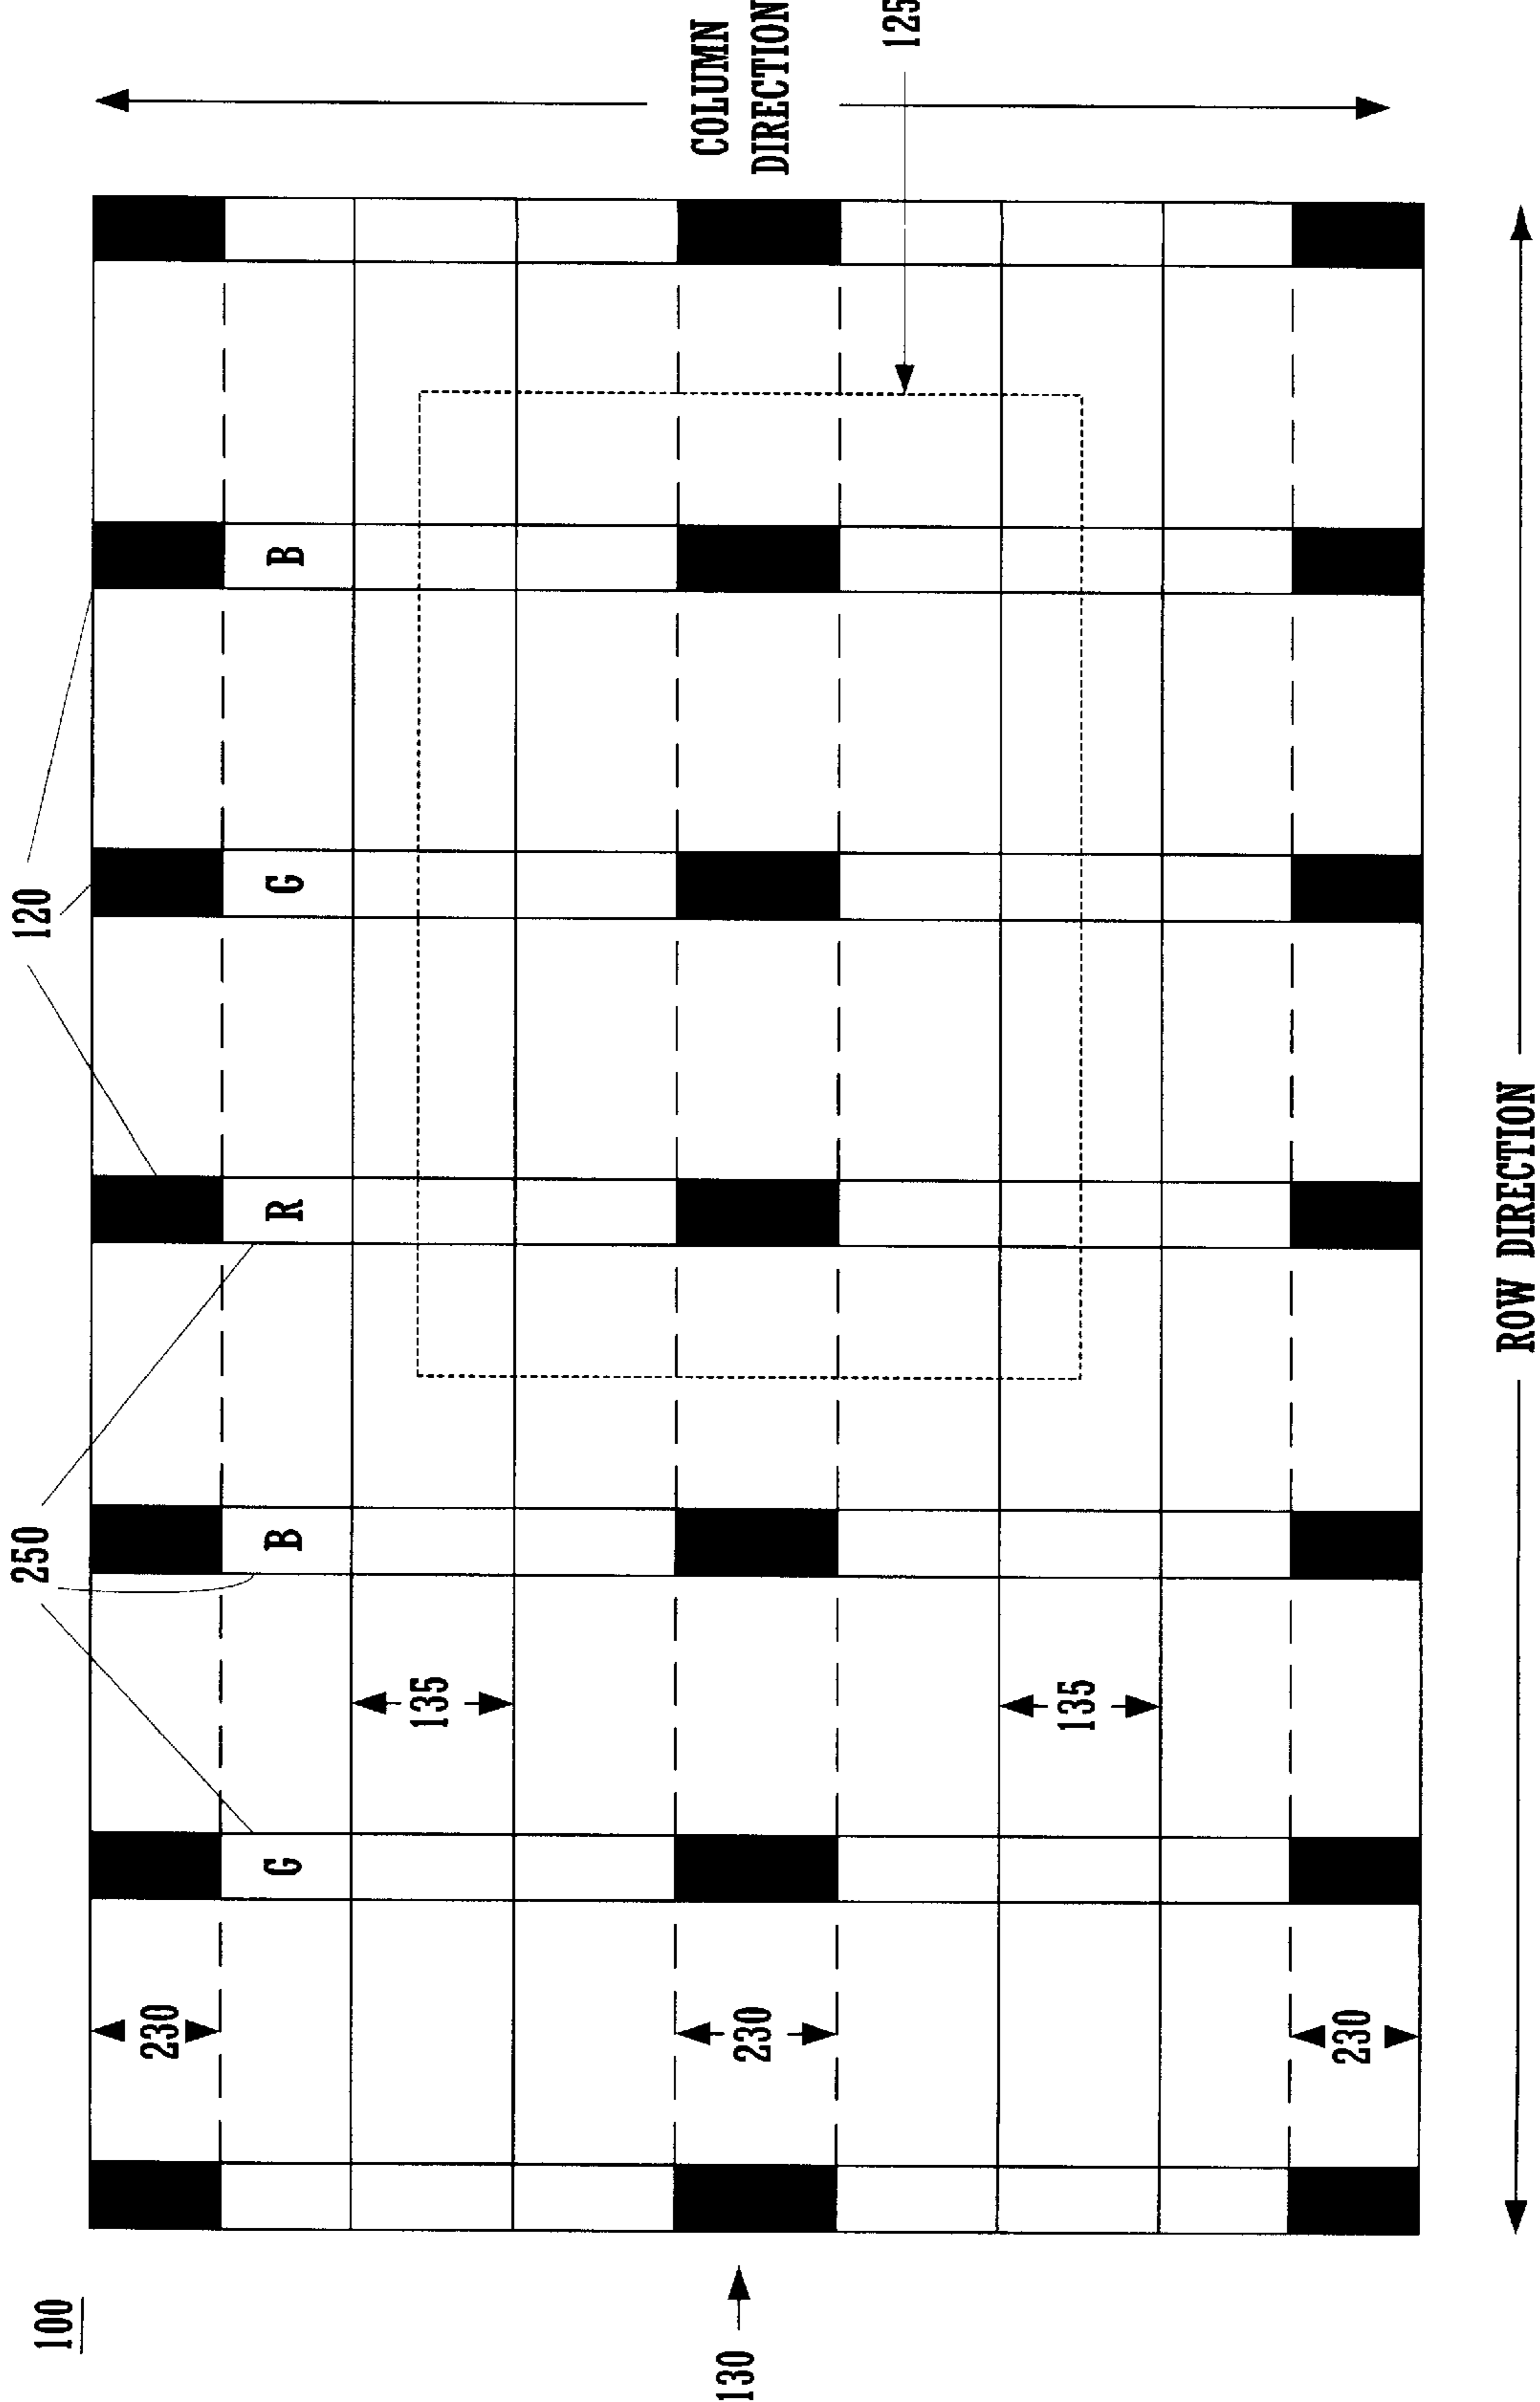 100
250
120
230
G B R G B
135
130
230
COLUMN
DIRECTION
125
135
230
ROW DIRECTION